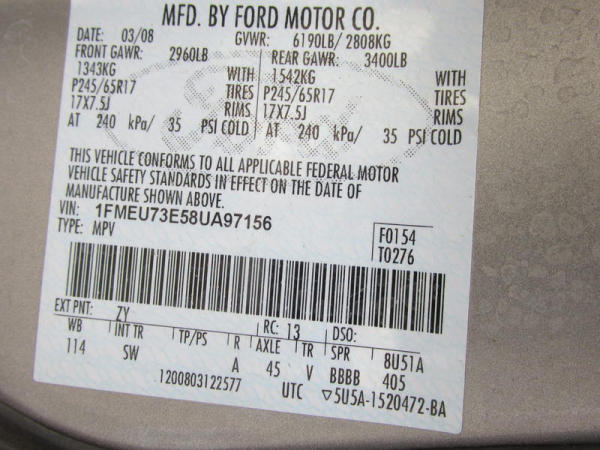 MFD. BY FORD MOTOR CO.
DATE: 03/08 GVWR: 6190LB/ 2808KG
FRONT GAWR: 2960LB REAR GAWR: 3400LB
1343KG WITH 1542KG WITH
P245/65R17 TIRES P245/65R17 TIRES
17X7.5J RIMS 17X7.5J RIMS
AT 240 kPa/ 35 PSI COLD AT 240 kPa/ 35 PSI COLD
THIS VEHICLE CONFORMS TO ALL APPLICABLE FEDERAL MOTOR
VEHICLE SAFETY STANDARDS IN EFFECT ON THE DATE OF
MANUFACTURE SHOWN ABOVE.
VIN: 1FMEU73E58UA97156
TYPE: MPV
F0154
T0276
EXT PNT: ZY RC: 13 DSO:
WB INT TR TP/PS R AXLE TR SPR 8U51A
114 SW A 45 V BBBB 405
1200803122577 UTC ▽5U5A-1520472-BA